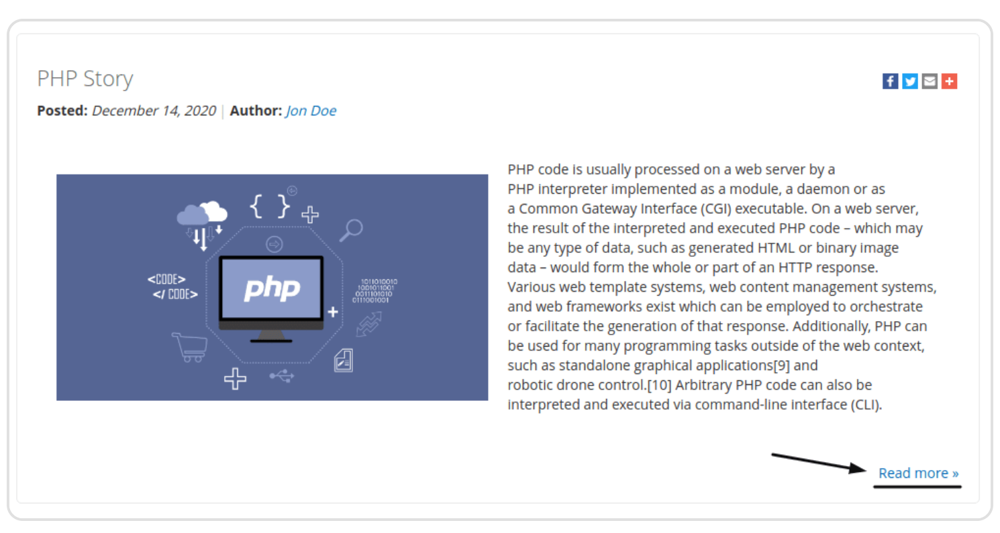 PHP Story
Posted: December 14, 2020 | Author: Jon Doe
PHP code is usually processed on a web server by a
PHP interpreter implemented as a module, a daemon or as
a Common Gateway Interface (CGI) executable. On a web server,
the result of the interpreted and executed PHP code – which may
be any type of data, such as generated HTML or binary image
data – would form the whole or part of an HTTP response.
Various web template systems, web content management systems,
and web frameworks exist which can be employed to orchestrate
or facilitate the generation of that response. Additionally, PHP can
be used for many programming tasks outside of the web context,
such as standalone graphical applications[9] and
robotic drone control.[10] Arbitrary PHP code can also be
interpreted and executed via command-line interface (CLI).
{ }
<CODE>
</ CODE>
php
1011010010
1001011001
0011101010
0111001001
Read more »